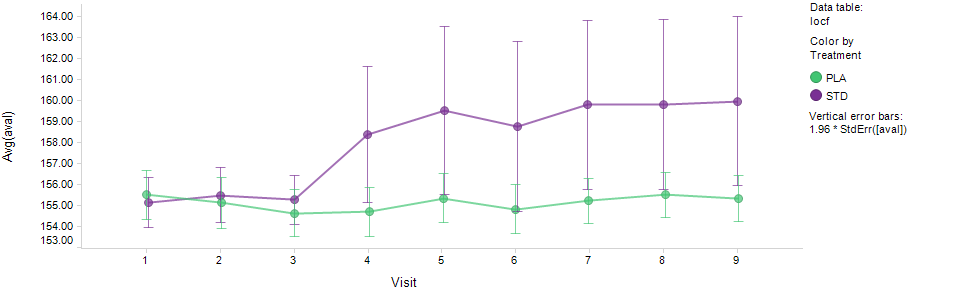 164.00
163.00
162.00
161.00
160.00
159.00
158.00
157.00
156.00
155.00
154.00
153.00
Avg(aval)
1 2 3 4 5 6 7 8 9
Visit
Data table:
locf
Color by
Treatment
PLA
STD
Vertical error bars:
1.96 * StdErr([aval])